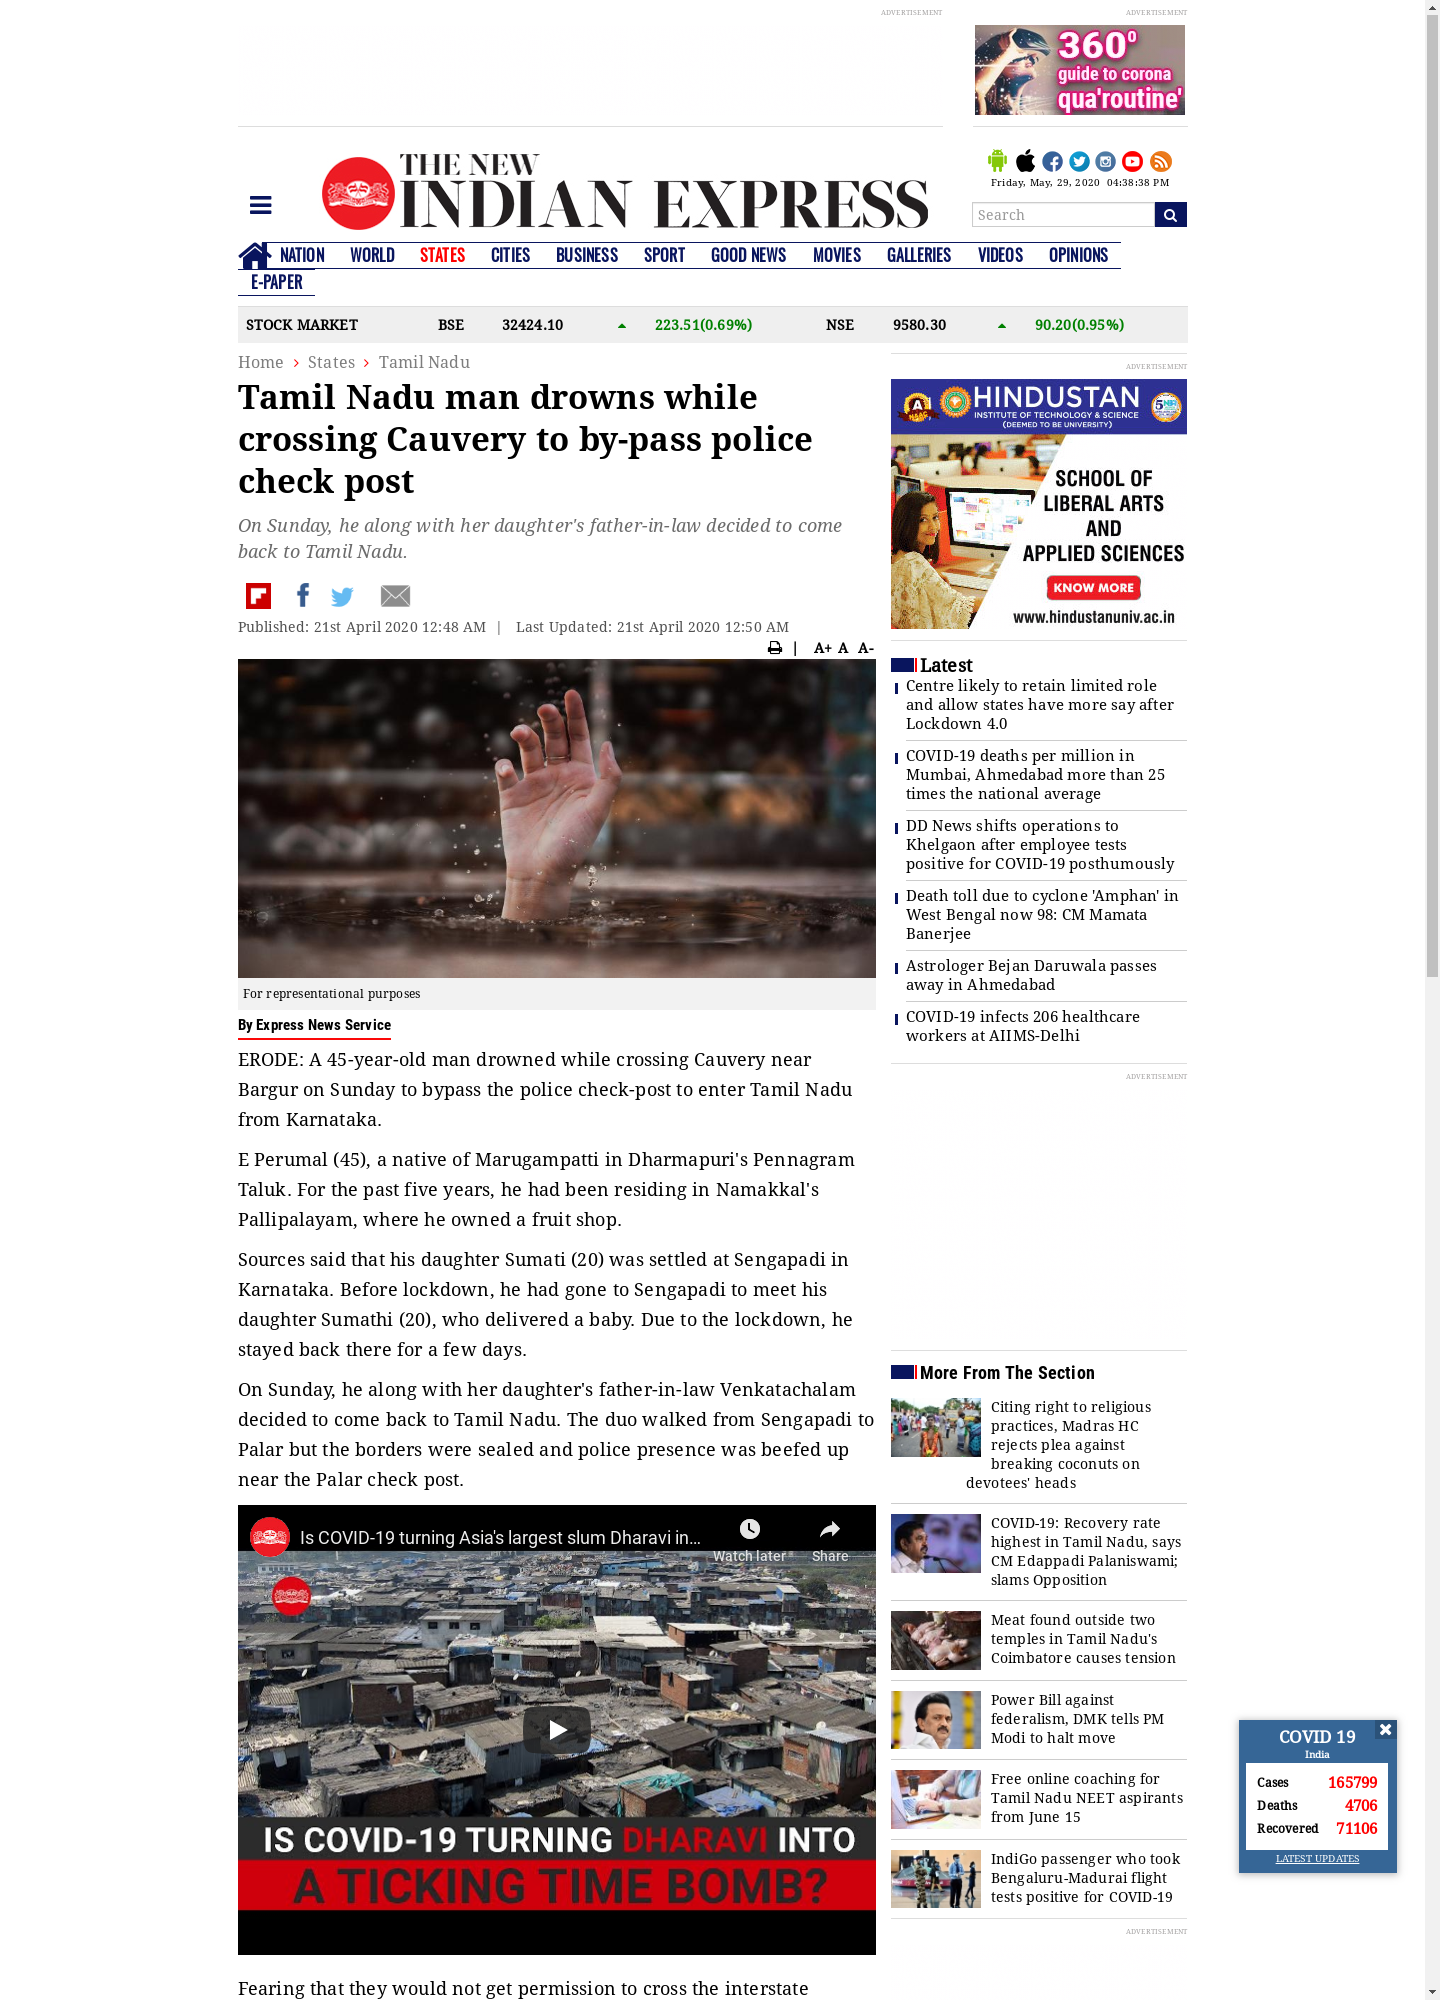 ADVERTISEMENT
ADVERTISEMENT
360°
guide to corona
qua'routine'
THE NEW
INDIAN EXPRESS
Friday, May, 29, 2020 04:38:38 PM
Search
NATION WORLD STATES CITIES BUSINESS SPORT GOOD NEWS MOVIES GALLERIES VIDEOS OPINIONS
E-PAPER
STOCK MARKET BSE 32424.10 223.51(0.69%) NSE 9580.30 90.20(0.95%)
Home > States > Tamil Nadu
Tamil Nadu man drowns while
crossing Cauvery to by-pass police
check post
On Sunday, he along with her daughter's father-in-law decided to come
back to Tamil Nadu.
Published: 21st April 2020 12:48 AM | Last Updated: 21st April 2020 12:50 AM
| A+ A A-
For representational purposes
By Express News Service
ERODE: A 45-year-old man drowned while crossing Cauvery near
Bargur on Sunday to bypass the police check-post to enter Tamil Nadu
from Karnataka.
E Perumal (45), a native of Marugampatti in Dharmapuri's Pennagram
Taluk. For the past five years, he had been residing in Namakkal's
Pallipalayam, where he owned a fruit shop.
Sources said that his daughter Sumati (20) was settled at Sengapadi in
Karnataka. Before lockdown, he had gone to Sengapadi to meet his
daughter Sumathi (20), who delivered a baby. Due to the lockdown, he
stayed back there for a few days.
On Sunday, he along with her daughter's father-in-law Venkatachalam
decided to come back to Tamil Nadu. The duo walked from Sengapadi to
Palar but the borders were sealed and police presence was beefed up
near the Palar check post.
Is COVID-19 turning Asia's largest slum Dharavi in...
Watch later
Share
IS COVID-19 TURNING DHARAVI INTO
A TICKING TIME BOMB?
Fearing that they would not get permission to cross the interstate
ADVERTISEMENT
HINDUSTAN
INSTITUTE OF TECHNOLOGY & SCIENCE
(DEEMED TO BE UNIVERSITY)
SCHOOL OF
LIBERAL ARTS
AND
APPLIED SCIENCES
KNOW MORE
www.hindustanuniv.ac.in
Latest
Centre likely to retain limited role
and allow states have more say after
Lockdown 4.0
COVID-19 deaths per million in
Mumbai, Ahmedabad more than 25
times the national average
DD News shifts operations to
Khelgaon after employee tests
positive for COVID-19 posthumously
Death toll due to cyclone 'Amphan' in
West Bengal now 98: CM Mamata
Banerjee
Astrologer Bejan Daruwala passes
away in Ahmedabad
COVID-19 infects 206 healthcare
workers at AIIMS-Delhi
ADVERTISEMENT
More From The Section
Citing right to religious
practices, Madras HC
rejects plea against
breaking coconuts on
devotees' heads
COVID-19: Recovery rate
highest in Tamil Nadu, says
CM Edappadi Palaniswami;
slams Opposition
Meat found outside two
temples in Tamil Nadu's
Coimbatore causes tension
Power Bill against
federalism, DMK tells PM
Modi to halt move
Free online coaching for
Tamil Nadu NEET aspirants
from June 15
IndiGo passenger who took
Bengaluru-Madurai flight
tests positive for COVID-19
ADVERTISEMENT
COVID 19
India
Cases 165799
Deaths 4706
Recovered 71106
LATEST UPDATES